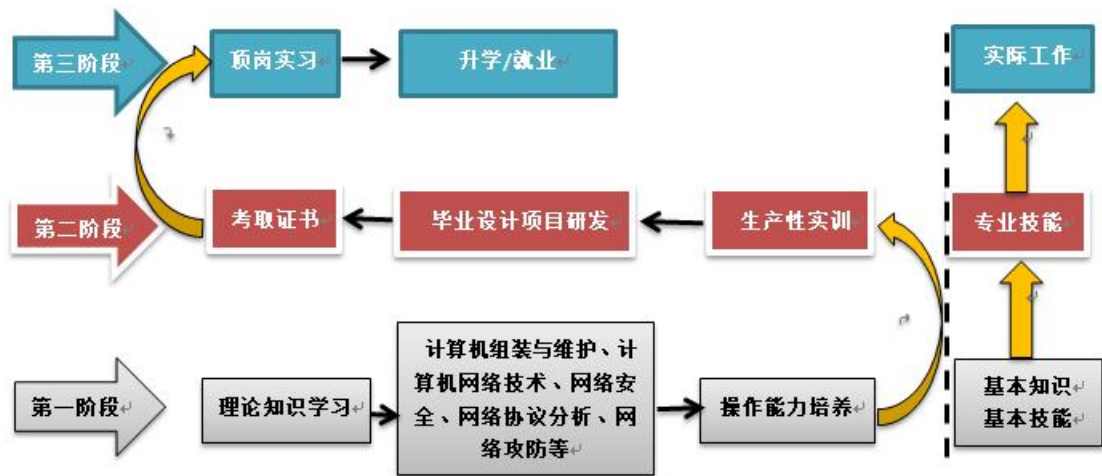 第三阶段
顶岗实习
升学/就业
实际工作
第二阶段
考取证书
毕业设计项目研发
生产性实训
专业技能
第一阶段
理论知识学习
计算机组装与维护、计
算机网络技术、网络安
全、网络协议分析、网
络攻防等
操作能力培养
基本知识
基本技能